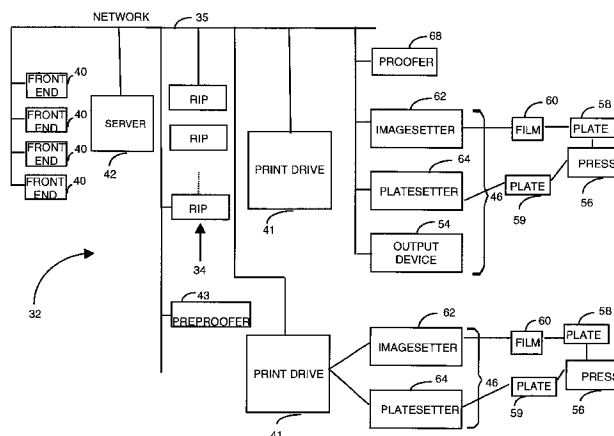 NETWORK
35
FRONT END
40
FRONT END
40
FRONT END
40
FRONT END
40
SERVER
42
RIP
RIP
RIP
34
32
43
PREPROOFER
PRINT DRIVE
41
68
PROOFER
62
IMAGESETTER
60
FILM
58
PLATE
64
PLATESETTER
46
PLATE
59
PRESS
56
54
OUTPUT DEVICE
PRINT DRIVE
41
62
IMAGESETTER
60
FILM
58
PLATE
64
PLATESETTER
46
PLATE
59
PRESS
56